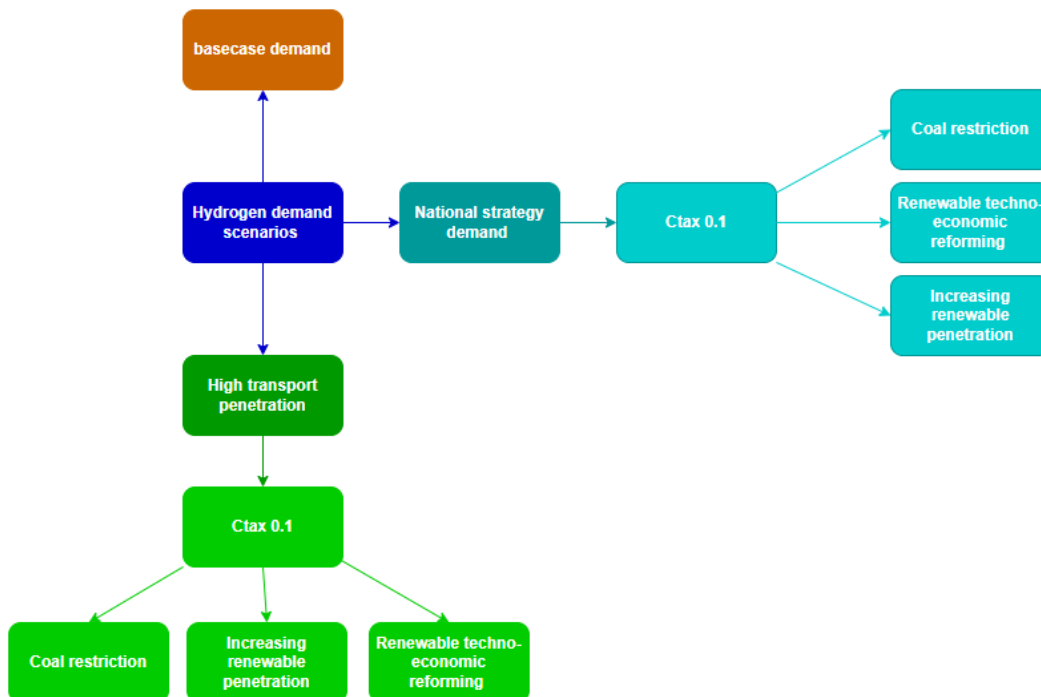 basecase demand
Coal restriction
Hydrogen demand
scenarios
National strategy
demand
Ctax 0.1
Renewable techno-
economic
reforming
Increasing
renewable
penetration
High transport
penetration
Ctax 0.1
Coal restriction
Increasing
renewable
penetration
Renewable techno-
economic
reforming